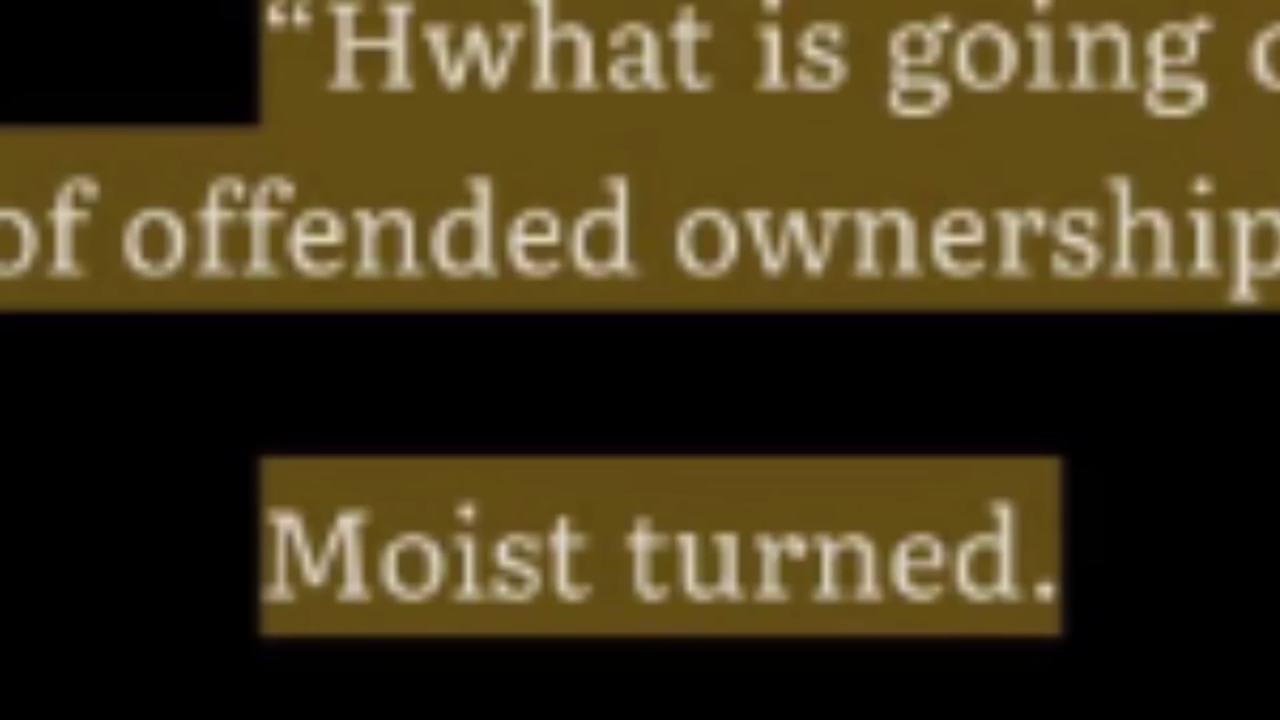 “Hwhat is going
of offended ownership
Moist turned.